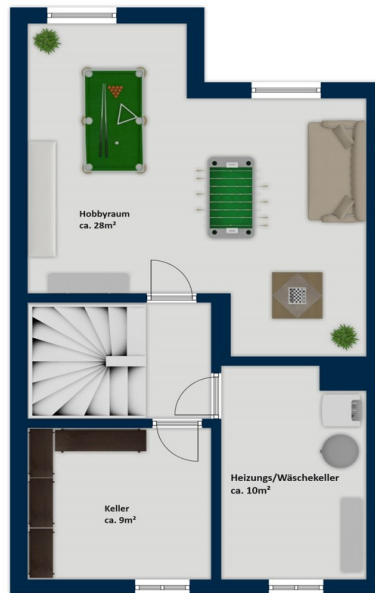 Hobbyraum
ca. 28m²
Heizungs/Wäschekeller
ca. 10m²
Keller
ca. 9m²